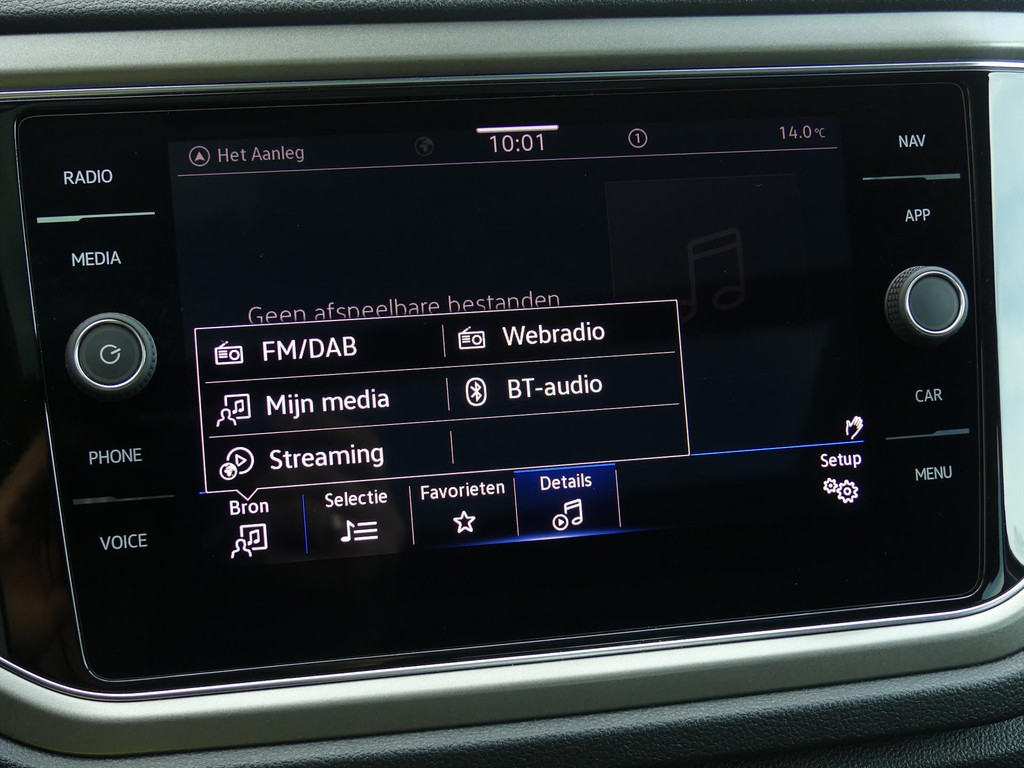 RADIO
MEDIA
PHONE
VOICE
Het Aanleg
10:01
1
14.0°C
Geen afspeelbare bestanden
FM/DAB
Webradio
Mijn media
BT-audio
Streaming
Bron
Selectie
Favorieten
Details
Setup
NAV
APP
CAR
MENU